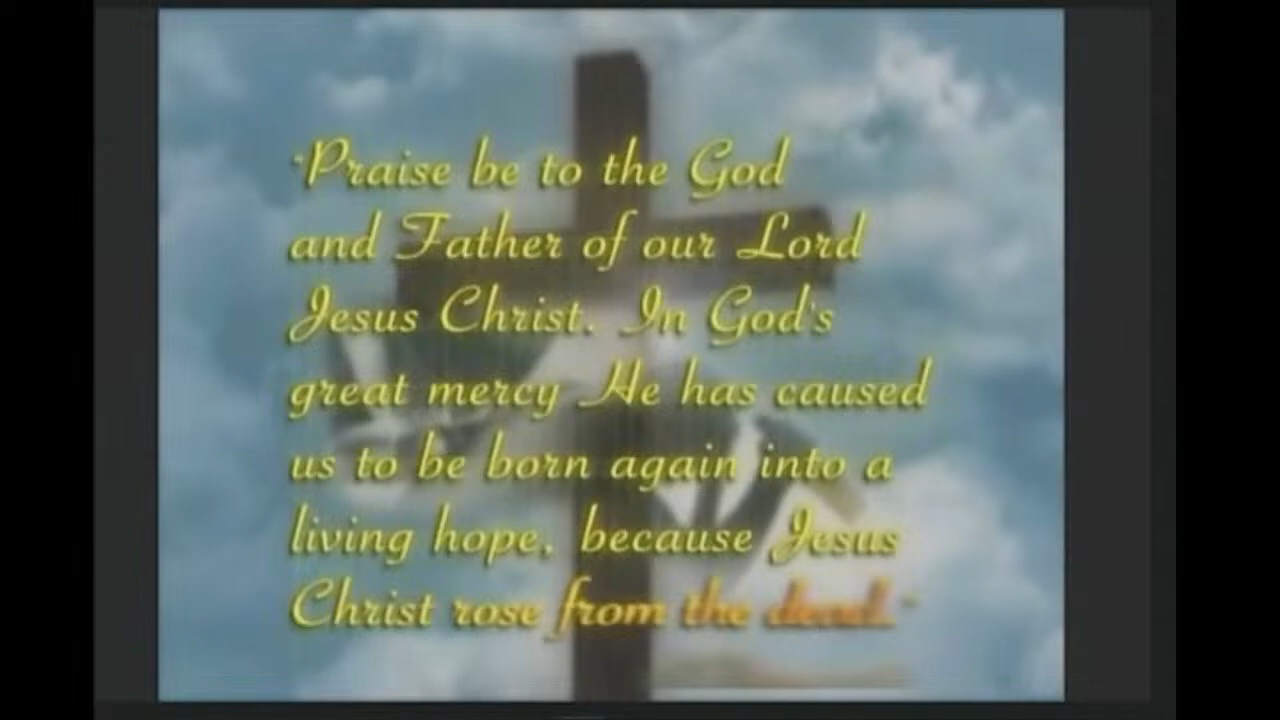 "Praise be to the God
and Father of our Lord
Jesus Christ. In God's
great mercy He has caused
us to be born again into a
living hope, because Jesus
Christ rose from the dead."